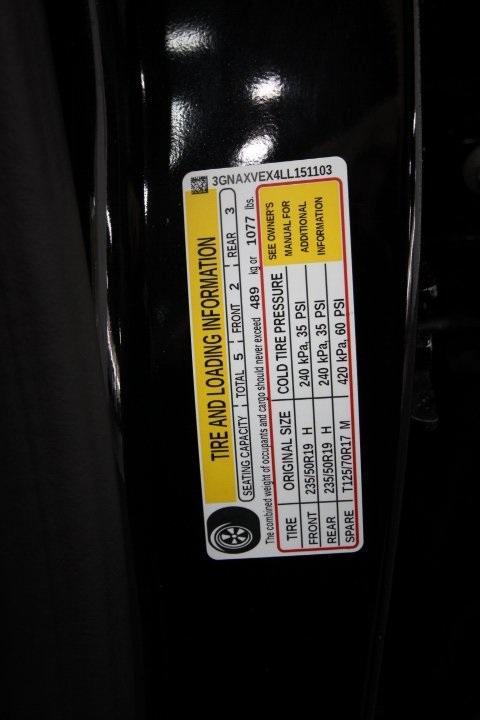 3GNAXVEX4LL151103
TIRE AND LOADING INFORMATION
SEATING CAPACITY TOTAL 5 FRONT 2 REAR 3
The combined weight of occupants and cargo should never exceed 489 kg or 1077 lbs.
TIRE ORIGINAL SIZE COLD TIRE PRESSURE
FRONT 235/50R19 H 240 kPa, 35 PSI
REAR 235/50R19 H 240 kPa, 35 PSI
SPARE T125/70R17 M 420 kPa, 60 PSI
SEE OWNER'S
MANUAL FOR
ADDITIONAL
INFORMATION